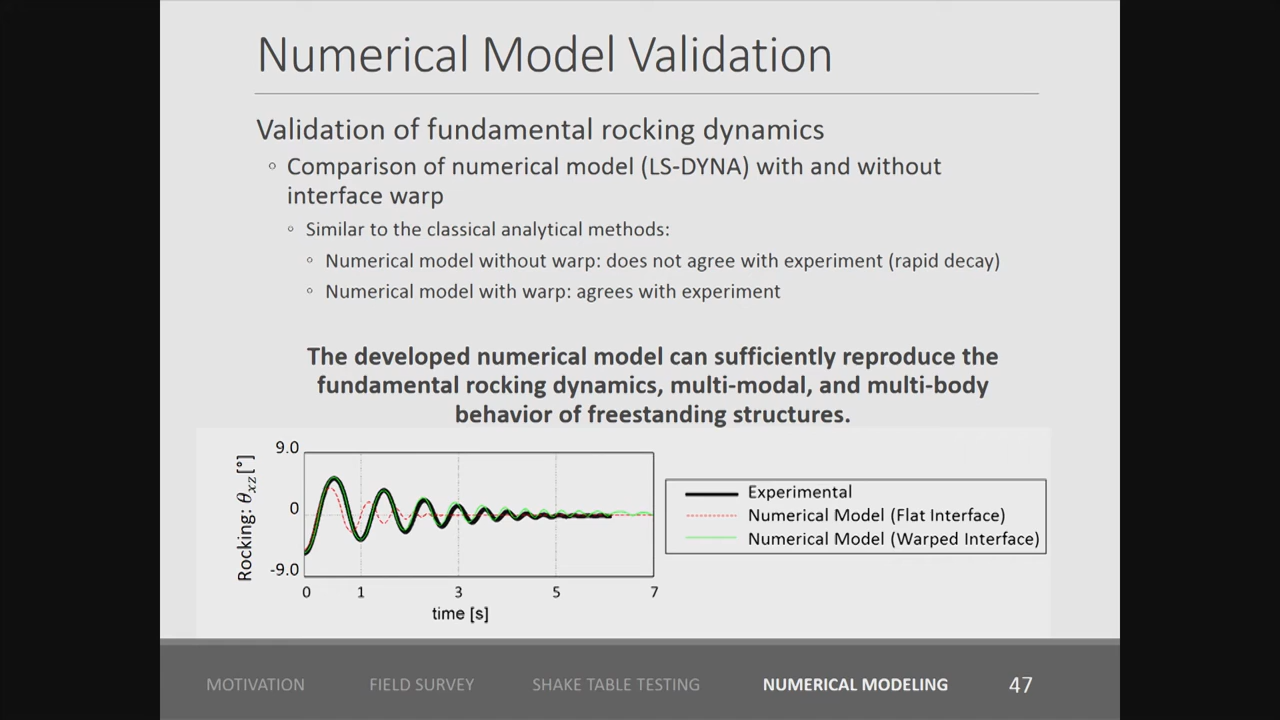 Numerical Model Validation
Validation of fundamental rocking dynamics
◦ Comparison of numerical model (LS-DYNA) with and without
interface warp
◦ Similar to the classical analytical methods:
◦ Numerical model without warp: does not agree with experiment (rapid decay)
◦ Numerical model with warp: agrees with experiment
The developed numerical model can sufficiently reproduce the
fundamental rocking dynamics, multi-modal, and multi-body
behavior of freestanding structures.
Rocking: θxz[°]
9.0
0
-9.0
0 1 3 5 7
time [s]
Experimental
Numerical Model (Flat Interface)
Numerical Model (Warped Interface)
MOTIVATION FIELD SURVEY SHAKE TABLE TESTING NUMERICAL MODELING 47